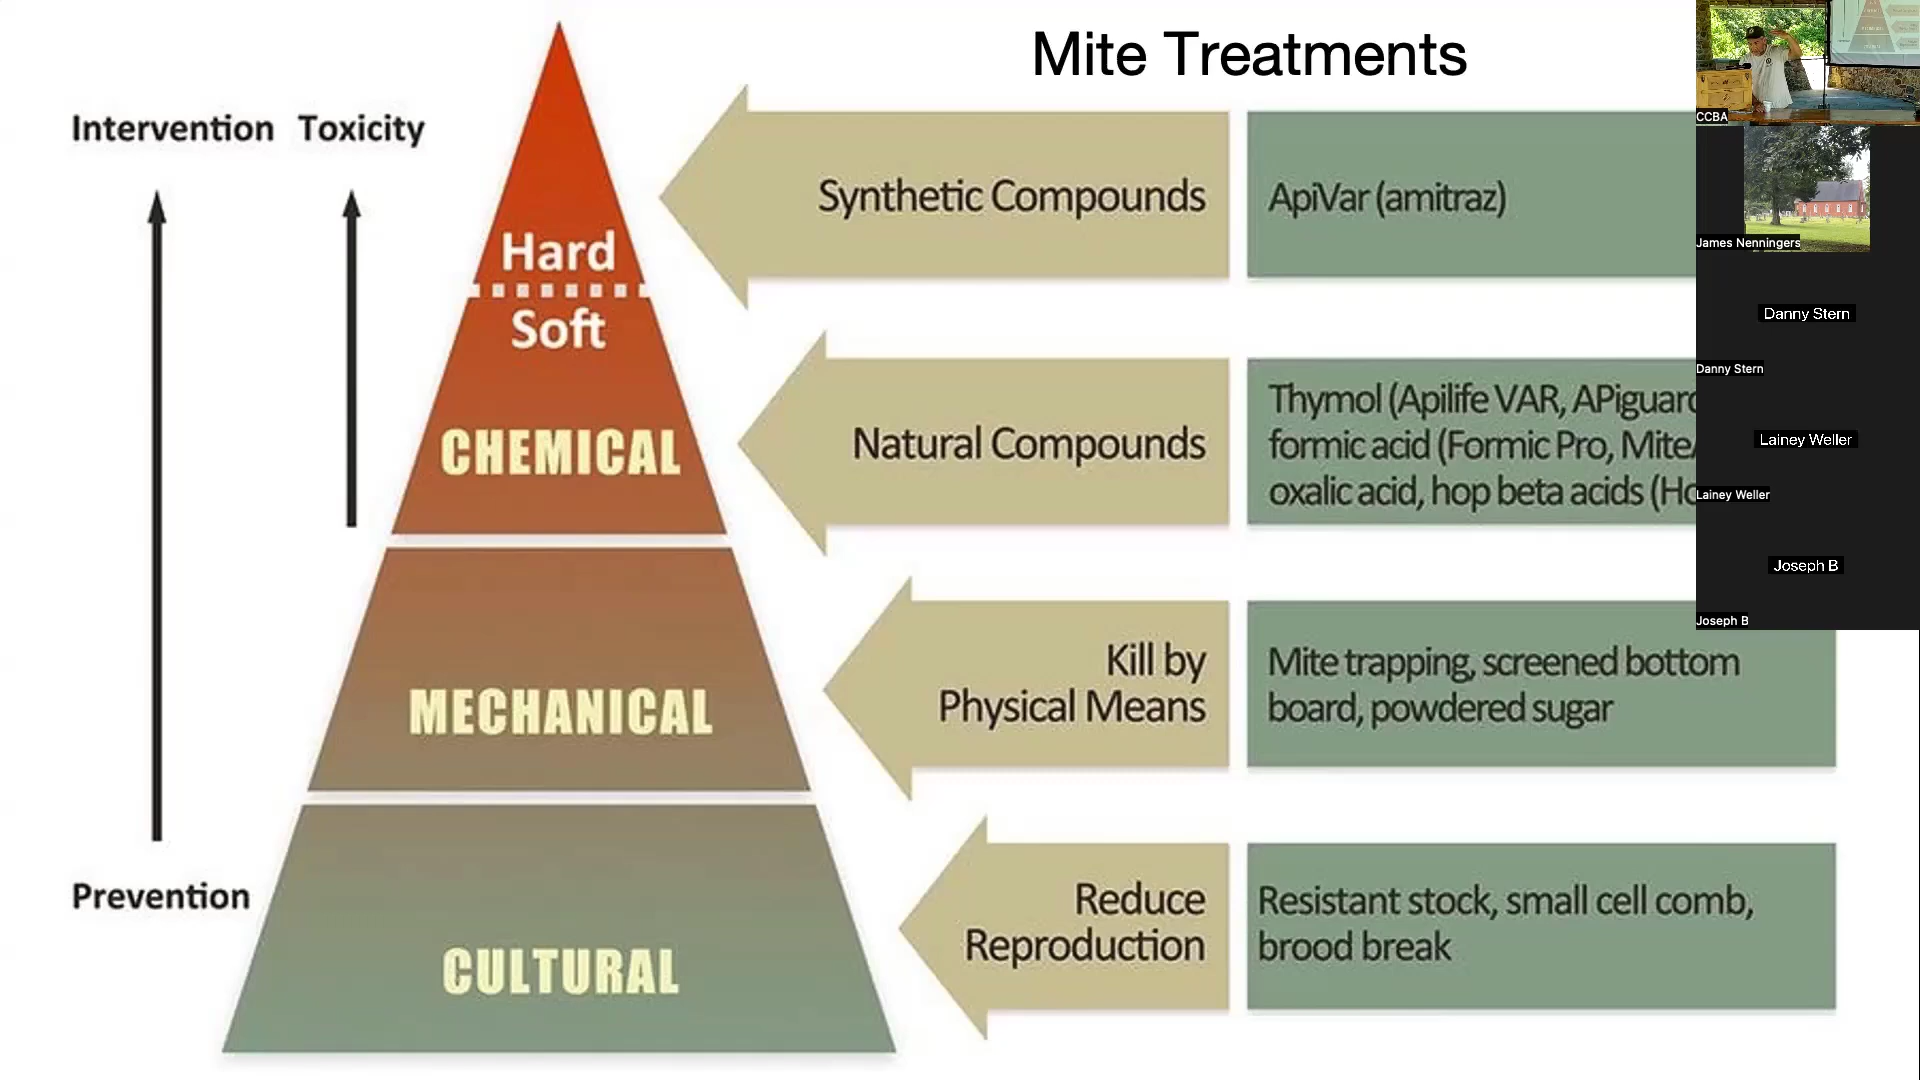 Mite Treatments
Intervention Toxicity
Prevention
Hard
Soft
CHEMICAL
MECHANICAL
CULTURAL
Synthetic Compounds
ApiVar (amitraz)
Natural Compounds
Thymol (Apilife VAR, APiguard
formic acid (Formic Pro, Mite
oxalic acid, hop beta acids (Ho
Kill by
Physical Means
Mite trapping, screened bottom
board, powdered sugar
Reduce
Reproduction
Resistant stock, small cell comb,
brood break
CCBA
James Nenningers
Danny Stern
Danny Stern
Lainey Weller
Lainey Weller
Joseph B
Joseph B